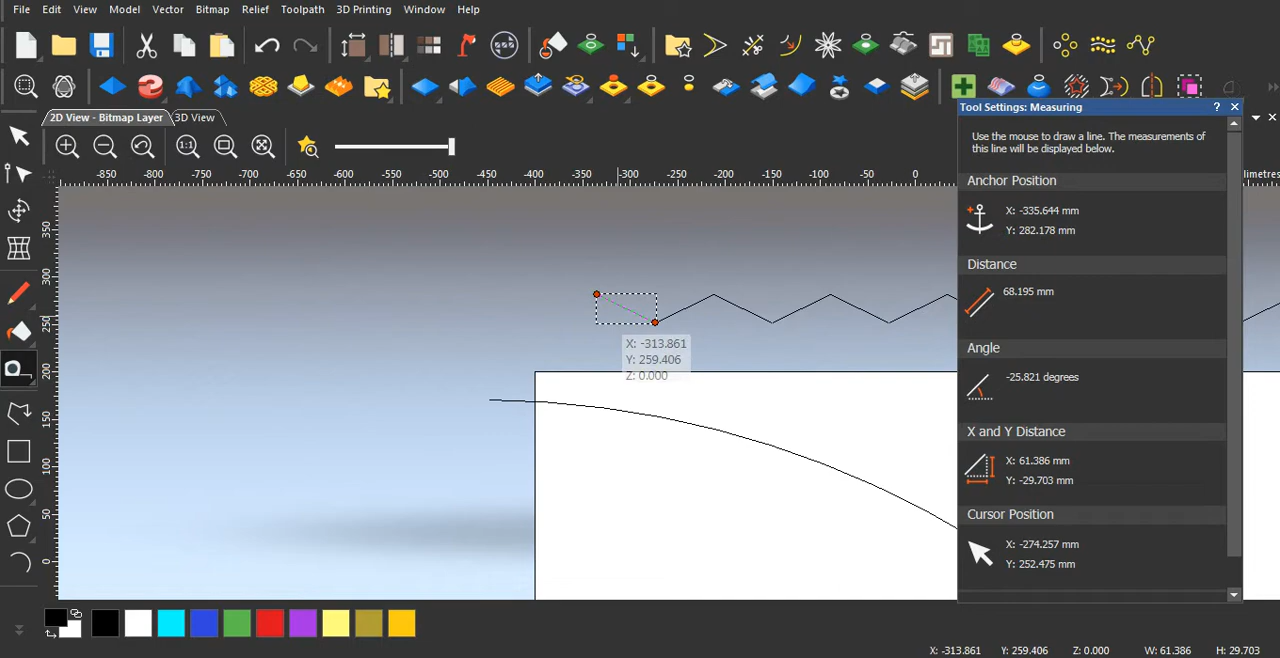 File Edit View Model Vector Bitmap Relief Toolpath 3D Printing Window Help
Tool Settings: Measuring ?
2D View - Bitmap Layer 3D View
Use the mouse to draw a line. The measurements of
this line will be displayed below.
1:1
-850 -800 -750 -700 -650 -600 -550 -500 -450 -400 -350 -300 -250 -200 -150 -100 -50 0
limetres
Anchor Position
X: -335.644 mm
Y: 282.178 mm
Distance
68.195 mm
Angle
-25.821 degrees
X and Y Distance
X: 61.386 mm
Y: -29.703 mm
Cursor Position
X: -274.257 mm
Y: 252.475 mm
350
300
250
200
150
100
50
0
X: -313.861
Y: 259.406
Z: 0.000
X: -313.861 Y: 259.406 Z: 0.000 W: 61.386 H: 29.703